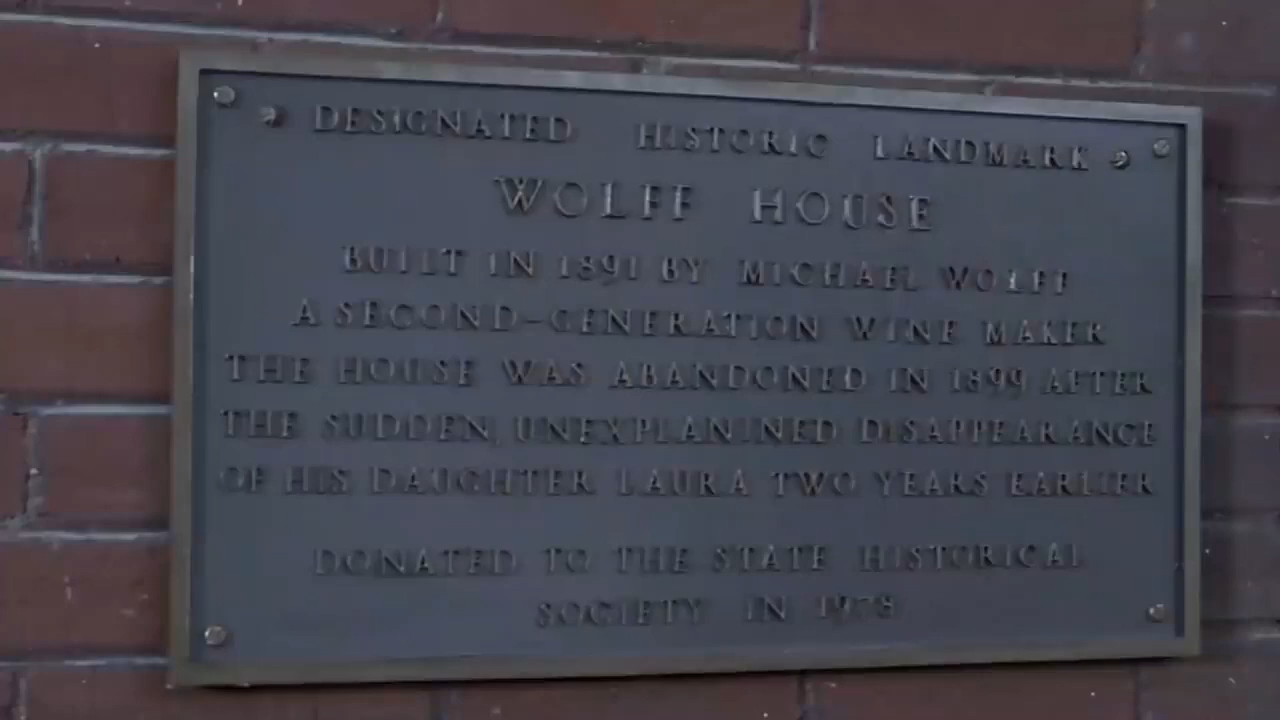 DESIGNATED HISTORIC LANDMARK
WOLFF HOUSE
BUILT IN 1891 BY MICHAEL WOLFF
A SECOND-GENERATION WINE MAKER
THE HOUSE WAS ABANDONED IN 1899 AFTER
THE SUDDEN, UNEXPLANINED DISAPPEARANCE
OF HIS DAUGHTER LAURA TWO YEARS EARLIER
DONATED TO THE STATE HISTORICAL
SOCIETY IN 1978